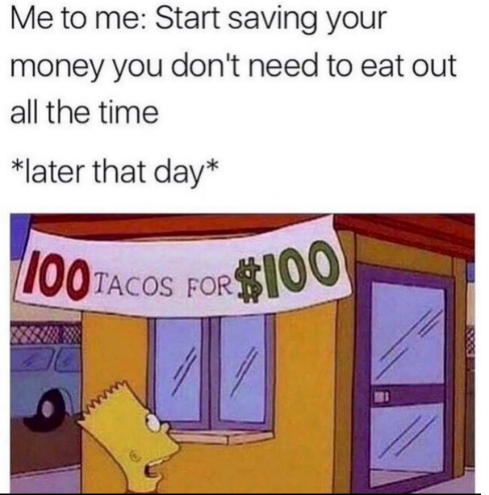 Me to me: Start saving your
money you don't need to eat out
all the time
*later that day*
100 TACOS FOR $100